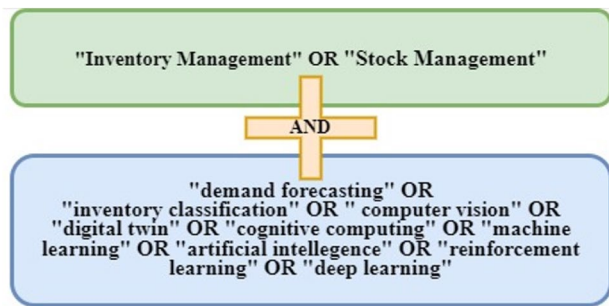 "Inventory Management" OR "Stock Management"
AND
"demand forecasting" OR
"inventory classification" OR " computer vision" OR
"digital twin" OR "cognitive computing" OR "machine
learning" OR "artificial intellegence" OR "reinforcement
learning" OR "deep learning"